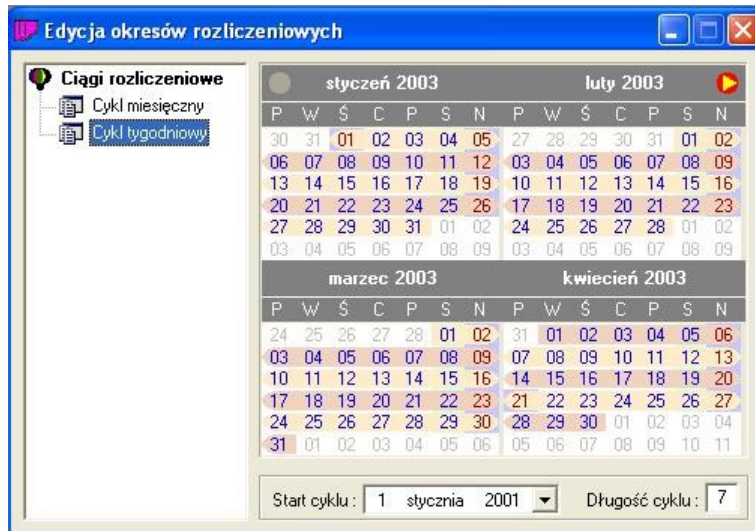 Edycja okresów rozliczeniowych
Ciągi rozliczeniowe
Cykl miesięczny
Cykl tygodniowy
styczeń 2003
P W Ś C P S N
30 31 01 02 03 04 05
06 07 08 09 10 11 12
13 14 15 16 17 18 19
20 21 22 23 24 25 26
27 28 29 30 31 01 02
03 04 05 06 07 08 09
luty 2003
P W Ś C P S N
27 28 29 30 31 01 02
03 04 05 06 07 08 09
10 11 12 13 14 15 16
17 18 19 20 21 22 23
24 25 26 27 28 01 02
03 04 05 06 07 08 09
marzec 2003
P W Ś C P S N
24 25 26 27 28 01 02
03 04 05 06 07 08 09
10 11 12 13 14 15 16
17 18 19 20 21 22 23
24 25 26 27 28 29 30
31 01 02 03 04 05 06
kwiecień 2003
P W Ś C P S N
31 01 02 03 04 05 06
07 08 09 10 11 12 13
14 15 16 17 18 19 20
21 22 23 24 25 26 27
28 29 30 01 02 03 04
05 06 07 08 09 10 11
Start cyklu : 1 stycznia 2001
Długość cyklu : 7